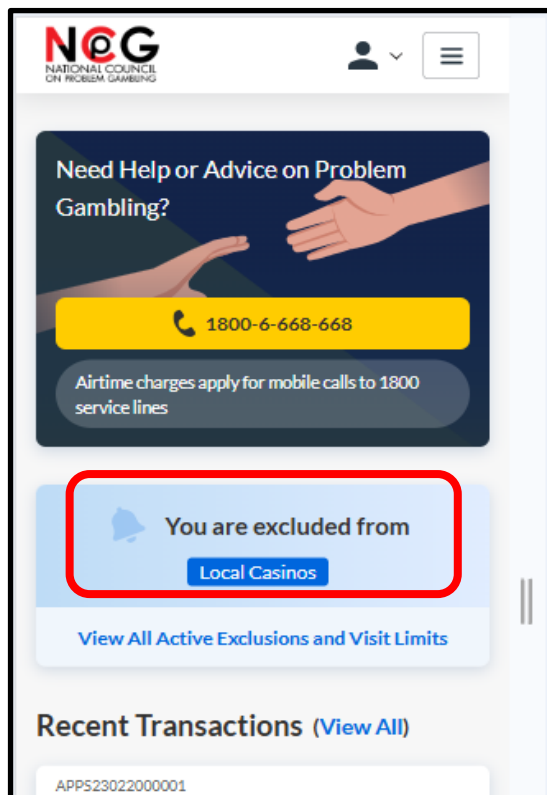 NCPG
NATIONAL COUNCIL
ON PROBLEM GAMBLING
Need Help or Advice on Problem
Gambling?
1800-6-668-668
Airtime charges apply for mobile calls to 1800
service lines
You are excluded from
Local Casinos
View All Active Exclusions and Visit Limits
Recent Transactions (View All)
APPS23022000001